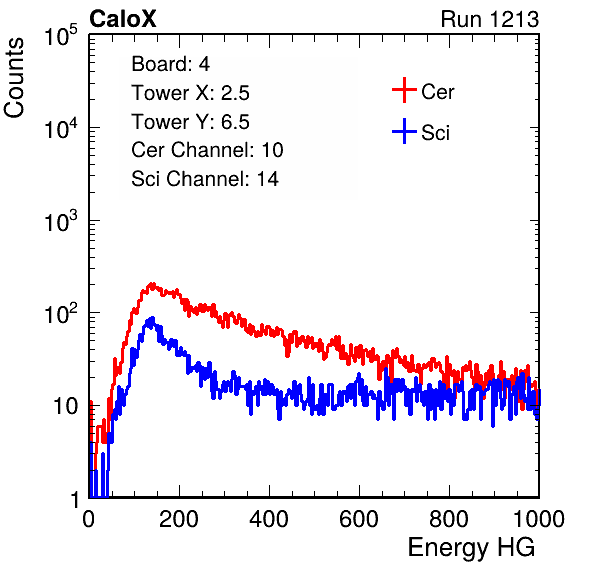 CaloX Run 1213
Counts
Board: 4
Tower X: 2.5
Tower Y: 6.5
Cer Channel: 10
Sci Channel: 14
Cer
Sci
10^5
10^4
10^3
10^2
10
1
0 200 400 600 800 1000
Energy HG